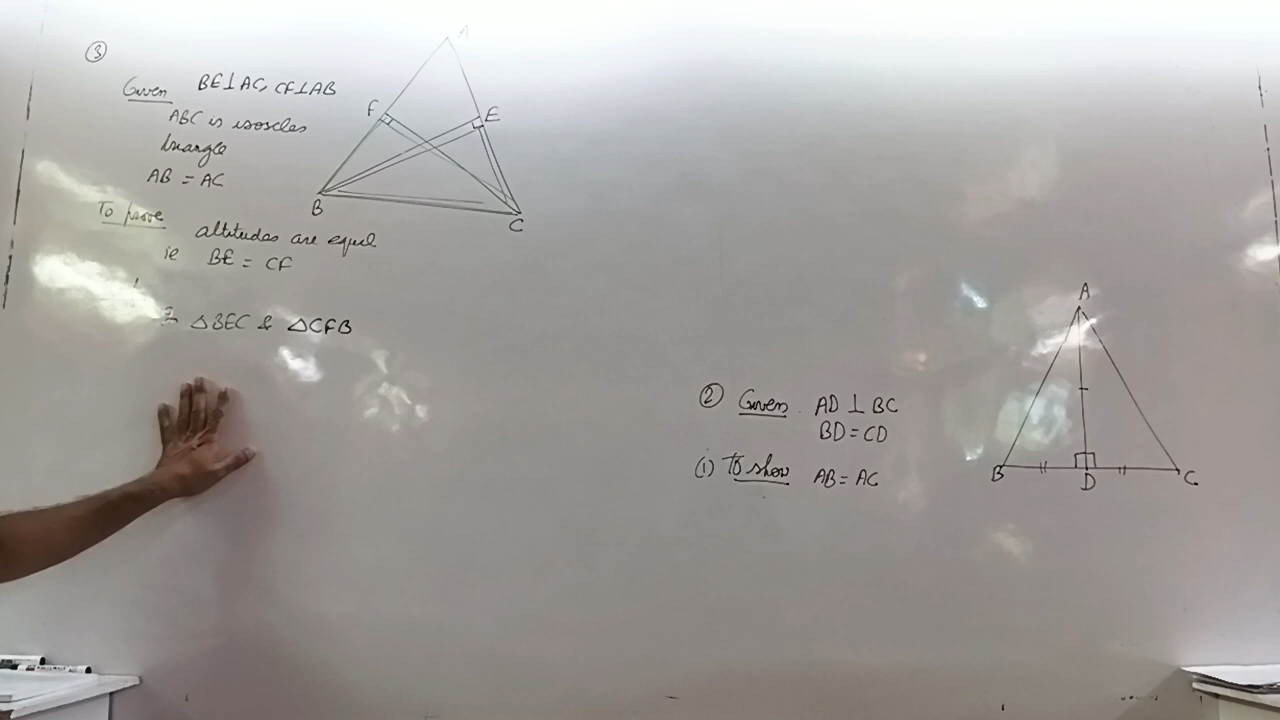 ③
Given BE⊥AC, CF⊥AB
ABC is isoscles
triangle
AB = AC
To prove altitudes are equal
ie BE = CF
△BEC & △CFB
A
F
E
B
C
② Given AD ⊥ BC
BD = CD
(i) To show AB = AC
A
B
D
C